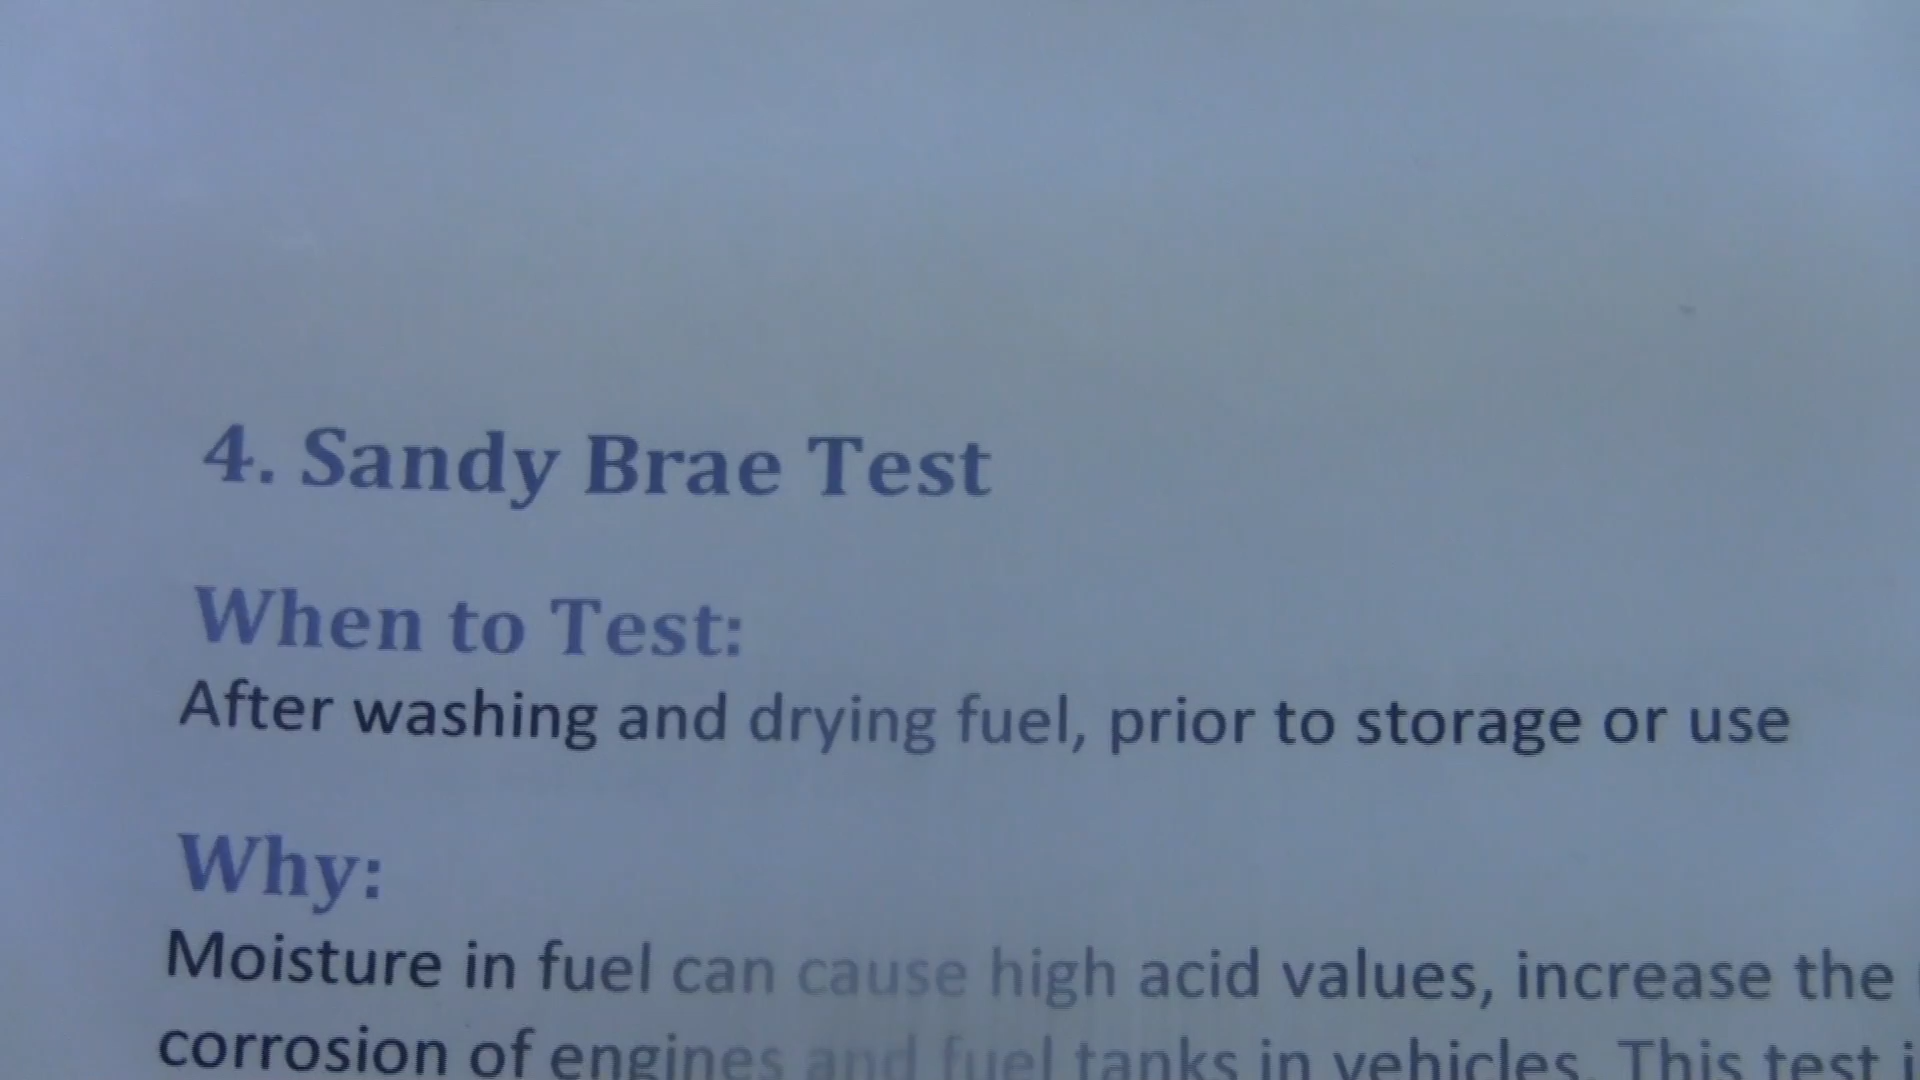 4. Sandy Brae Test
When to Test:
After washing and drying fuel, prior to storage or use
Why:
Moisture in fuel can cause high acid values, increase the
corrosion of engines and fuel tanks in vehicles. This test